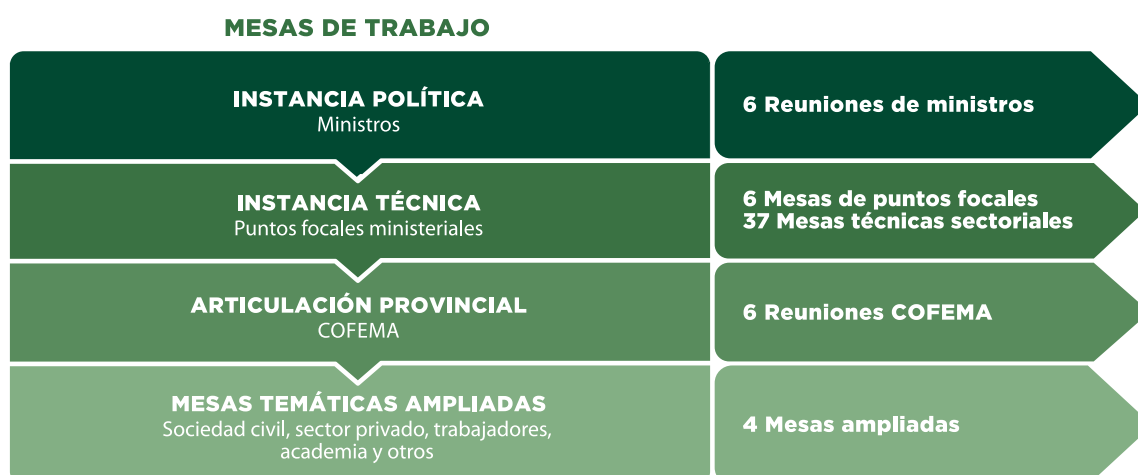 MESAS DE TRABAJO
INSTANCIA POLÍTICA
Ministros
6 Reuniones de ministros
INSTANCIA TÉCNICA
Puntos focales ministeriales
6 Mesas de puntos focales
37 Mesas técnicas sectoriales
ARTICULACIÓN PROVINCIAL
COFEMA
6 Reuniones COFEMA
MESAS TEMÁTICAS AMPLIADAS
Sociedad civil, sector privado, trabajadores,
academia y otros
4 Mesas ampliadas